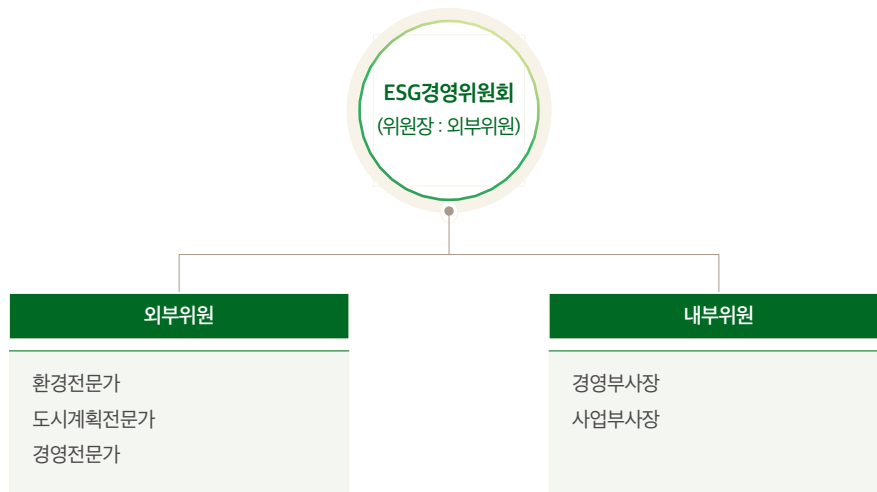 ESG경영위원회
(위원장 : 외부위원)
외부위원
환경전문가
도시계획전문가
경영전문가
내부위원
경영부사장
사업부사장